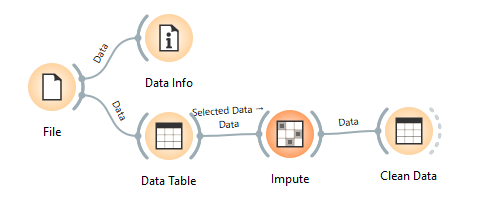 Data
Data Info
File
Data
Selected Data →
Data
Data
Data Table
Impute
Clean Data